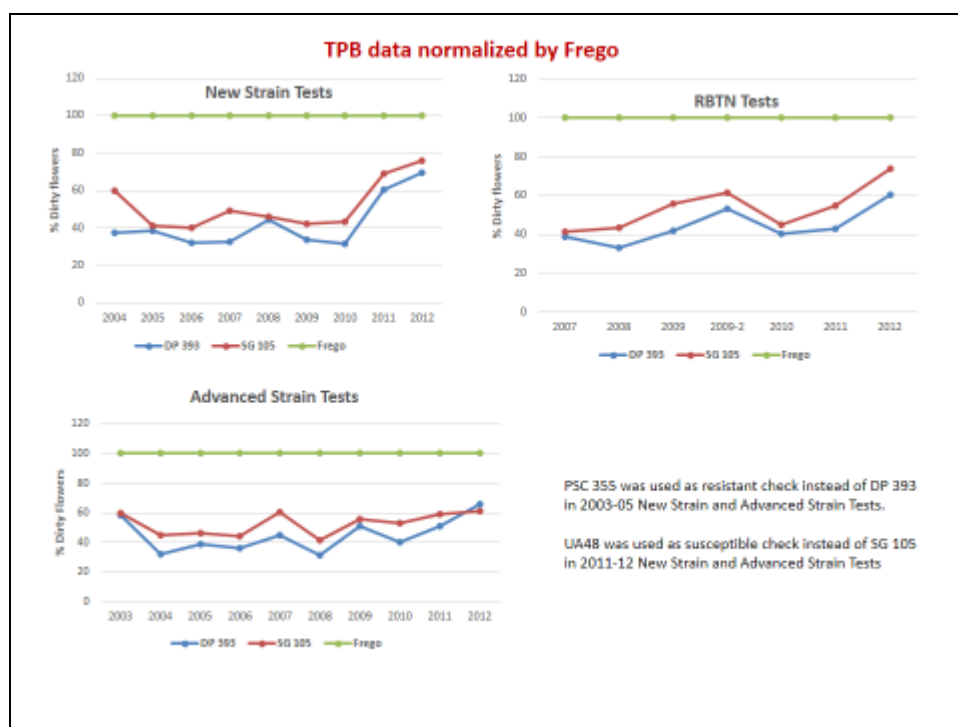 TPB data normalized by Frego
New Strain Tests
% Dirty flowers
120
100
80
60
40
20
0
2004 2005 2006 2007 2008 2009 2010 2011 2012
DP 393 SG 105 Frego
RBTN Tests
% Dirty flowers
120
100
80
60
40
20
0
2007 2008 2009 2009-2 2010 2011 2012
DP 393 SG 105 Frego
Advanced Strain Tests
% Dirty Flowers
120
100
80
60
40
20
0
2003 2004 2005 2006 2007 2008 2009 2010 2011 2012
DP 393 SG 105 Frego
PSC 355 was used as resistant check instead of DP 393
in 2003-05 New Strain and Advanced Strain Tests.
UA48 was used as susceptible check instead of SG 105
in 2011-12 New Strain and Advanced Strain Tests